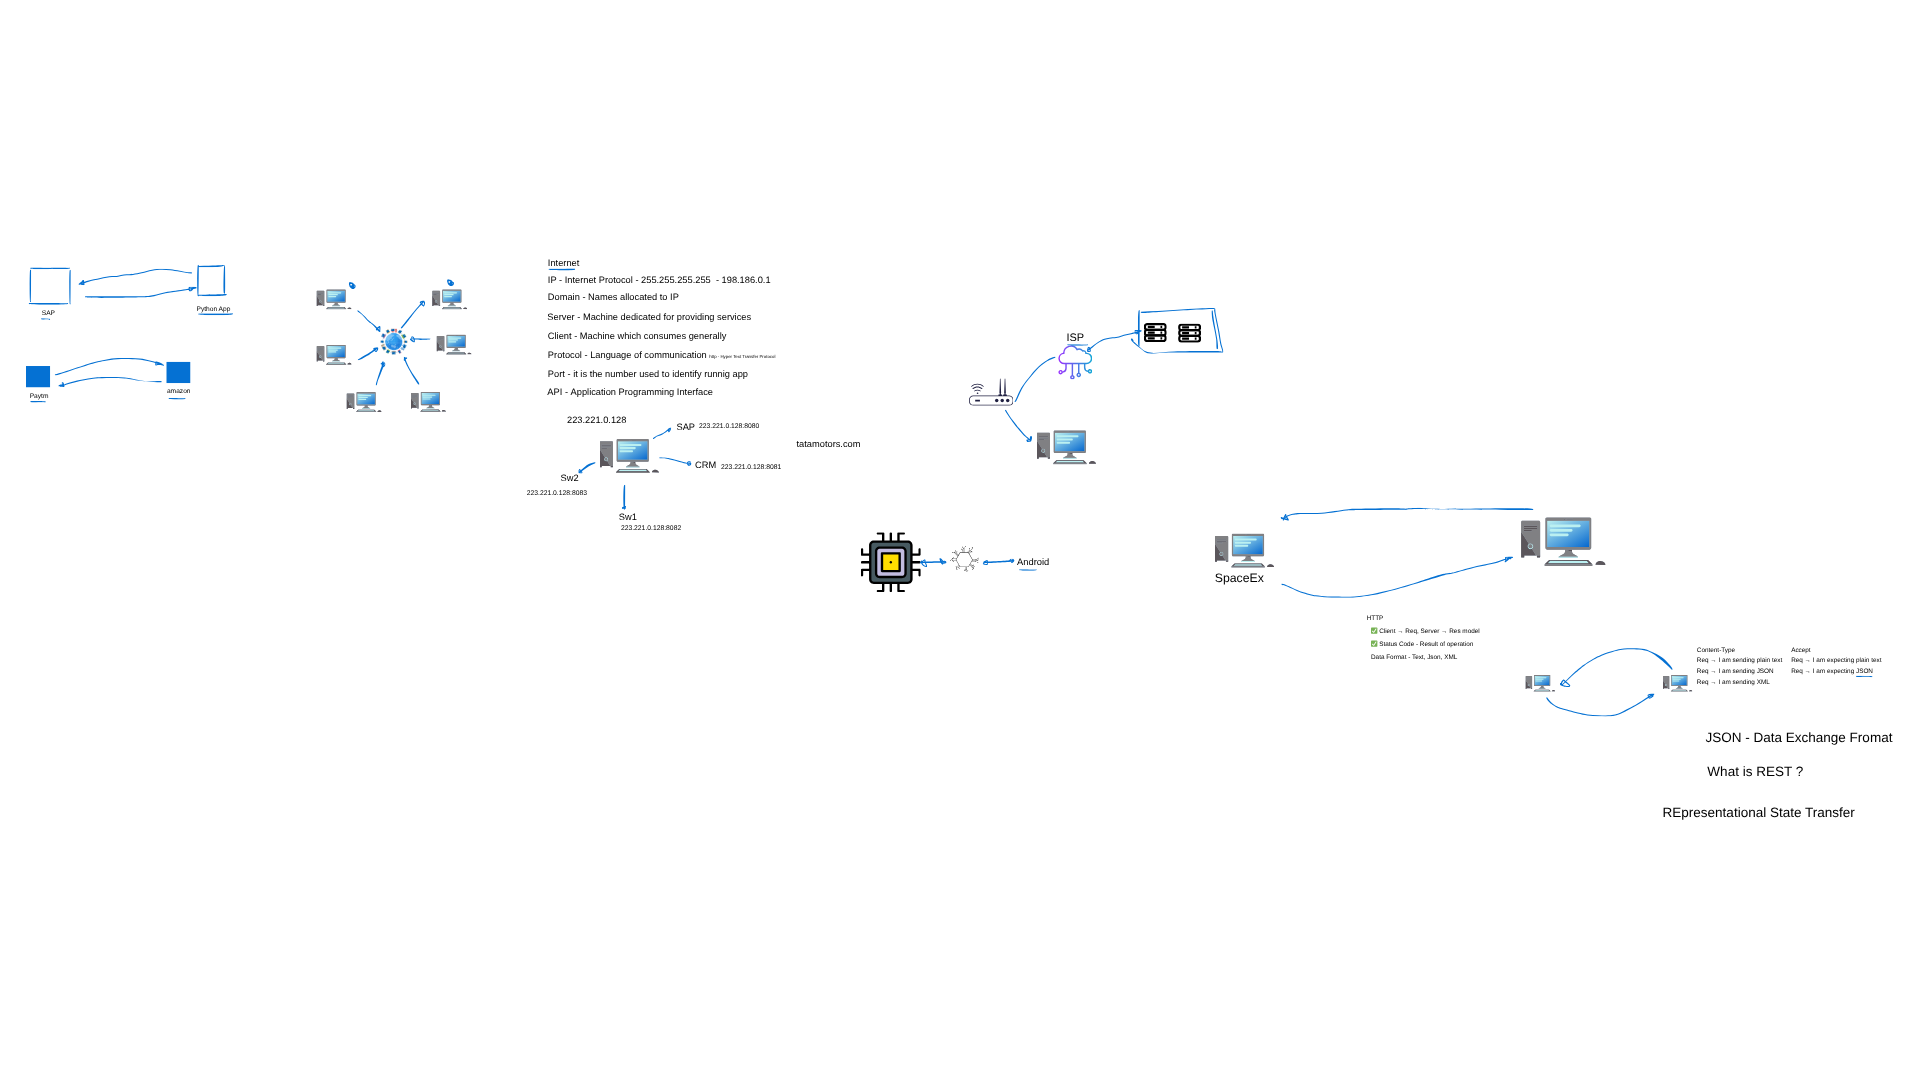 SAP
Python App
Paytm
amazon
Internet
IP - Internet Protocol - 255.255.255.255  - 198.186.0.1
Domain - Names allocated to IP
Server - Machine dedicated for providing services
Client - Machine which consumes generally
Protocol - Language of communication http - Hyper Text Transfer Protocol
Port - it is the number used to identify runnig app
API - Application Programming Interface
223.221.0.128
SAP 223.221.0.128:8080
CRM 223.221.0.128:8081
Sw2
223.221.0.128:8083
Sw1
223.221.0.128:8082
tatamotors.com
ISP
Android
SpaceEx
HTTP
✅ Client → Req, Server → Res model
✅ Status Code - Result of operation
Data Format - Text, Json, XML
Content-Type
Req → I am sending plain text
Req → I am sending JSON
Req → I am sending XML
Accept
Req → I am expecting plain text
Req → I am expecting JSON
JSON - Data Exchange Fromat
What is REST ?
REpresentational State Transfer